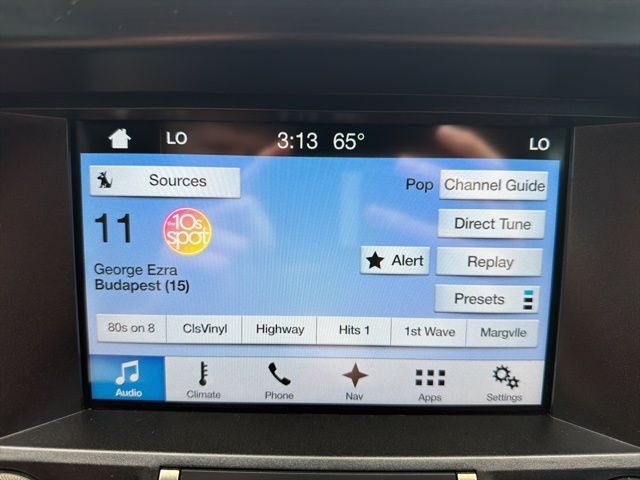 LO 3:13 65° LO
Sources
Pop Channel Guide
11 the 10s spot
Direct Tune
George Ezra
Budapest (15)
Alert
Replay
Presets
80s on 8 ClsVinyl Highway Hits 1 1st Wave Margvlle
Audio Climate Phone Nav Apps Settings